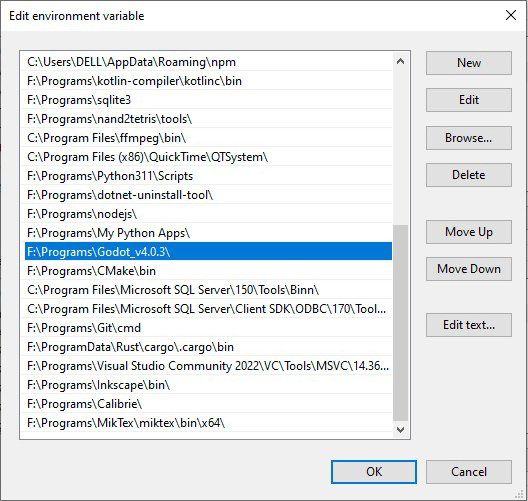 Edit environment variable
C:\Users\DELL\AppData\Roaming\npm
F:\Programs\kotlin-compiler\kotlinc\bin
F:\Programs\sqlite3
F:\Programs\nand2tetris\tools\
C:\Program Files\ffmpeg\bin\
C:\Program Files (x86)\QuickTime\QTSystem\
F:\Programs\Python311\Scripts
F:\Programs\dotnet-uninstall-tool\
F:\Programs\nodejs\
F:\Programs\My Python Apps\
F:\Programs\Godot_v4.0.3\
F:\Programs\CMake\bin
C:\Program Files\Microsoft SQL Server\150\Tools\Binn\
C:\Program Files\Microsoft SQL Server\Client SDK\ODBC\170\Tool...
F:\Programs\Git\cmd
F:\ProgramData\Rust\cargo\.cargo\bin
F:\Programs\Visual Studio Community 2022\VC\Tools\MSVC\14.36...
F:\Programs\Inkscape\bin\
F:\Programs\Calibrie\
F:\Programs\MikTex\miktex\bin\x64\
New
Edit
Browse...
Delete
Move Up
Move Down
Edit text...
OK
Cancel